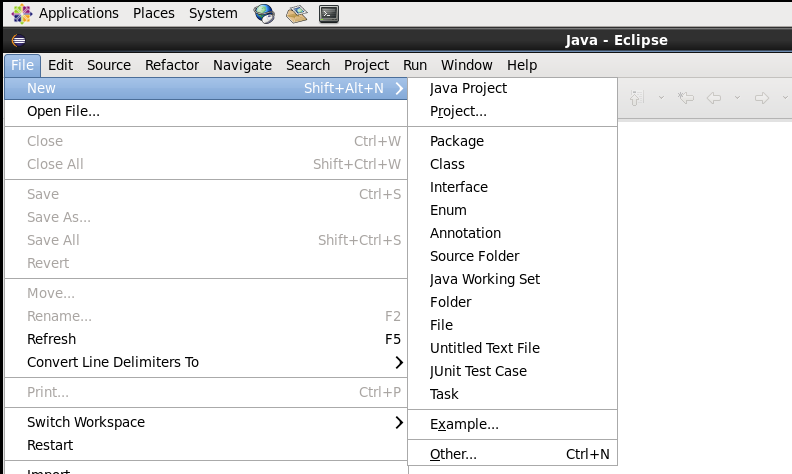 Applications Places System
Java - Eclipse
File Edit Source Refactor Navigate Search Project Run Window Help
New Shift+Alt+N
Open File...
Close Ctrl+W
Close All Shift+Ctrl+W
Save Ctrl+S
Save As...
Save All Shift+Ctrl+S
Revert
Move...
Rename... F2
Refresh F5
Convert Line Delimiters To
Print... Ctrl+P
Switch Workspace
Restart
Import
Java Project
Project...
Package
Class
Interface
Enum
Annotation
Source Folder
Java Working Set
Folder
File
Untitled Text File
JUnit Test Case
Task
Example...
Other... Ctrl+N